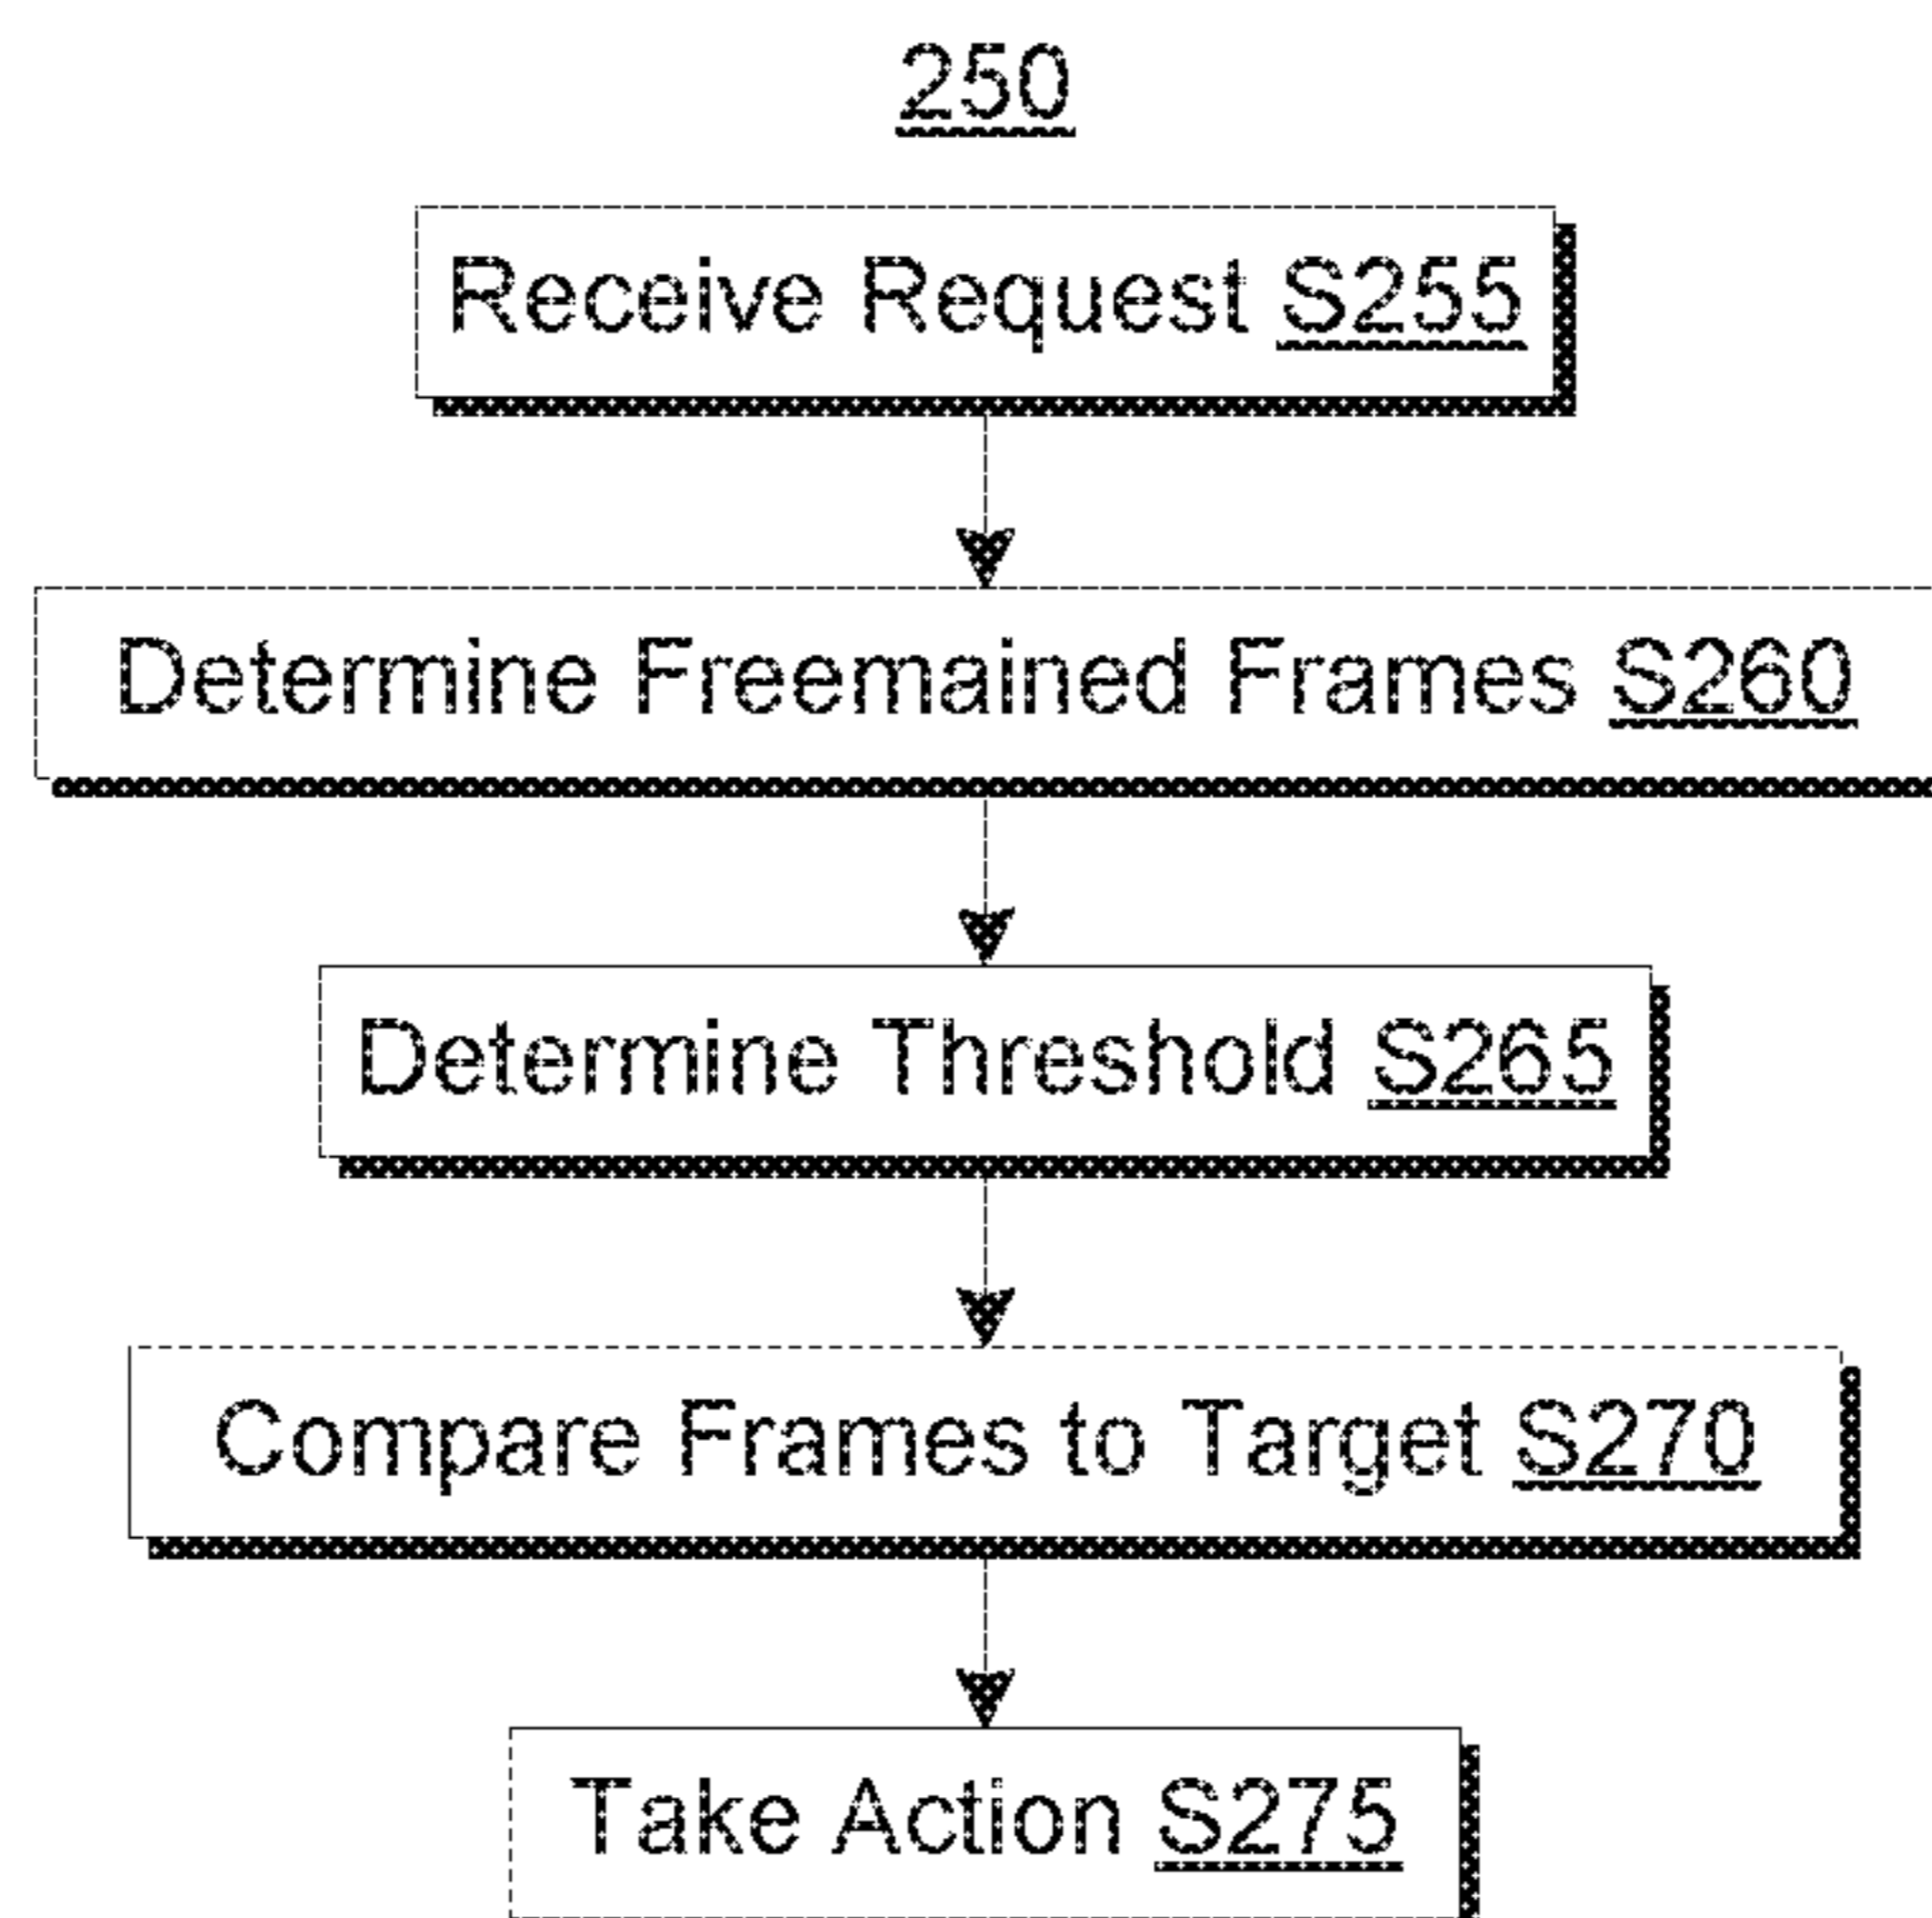 250
Receive Request S255
Determine Freemained Frames S260
Determine Threshold S265
Compare Frames to Target S270
Take Action S275